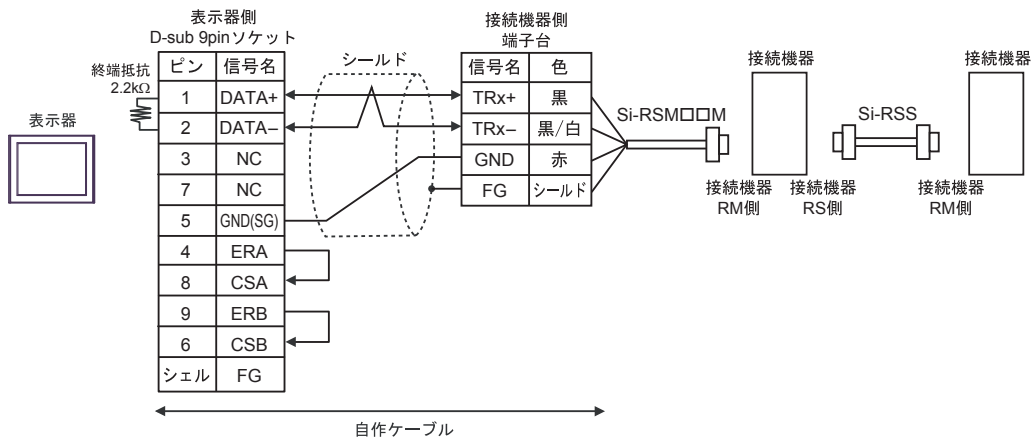 表示器側
D-sub 9pinソケット
接続機器側
端子台
終端抵抗
2.2kΩ
表示器
シールド
ピン 信号名
1 DATA+
2 DATA−
3 NC
7 NC
5 GND(SG)
4 ERA
8 CSA
9 ERB
6 CSB
シェル FG
信号名 色
TRx+ 黒
TRx− 黒/白
GND 赤
FG シールド
Si-RSM□□M
接続機器
接続機器
RM側
接続機器
RS側
Si-RSS
接続機器
接続機器
RM側
自作ケーブル